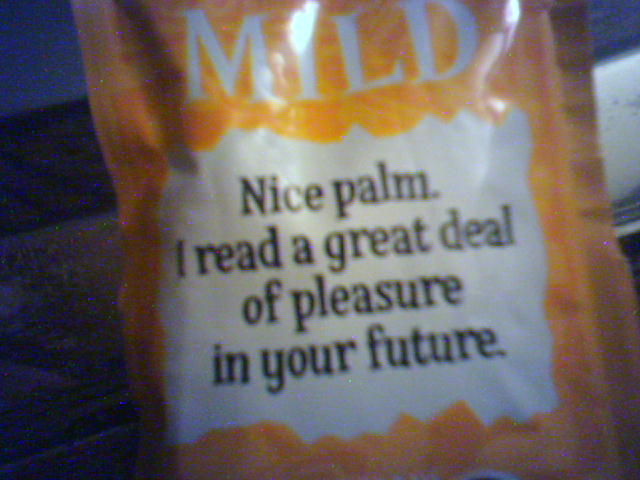 MILD
Nice palm.
I read a great deal
of pleasure
in your future.